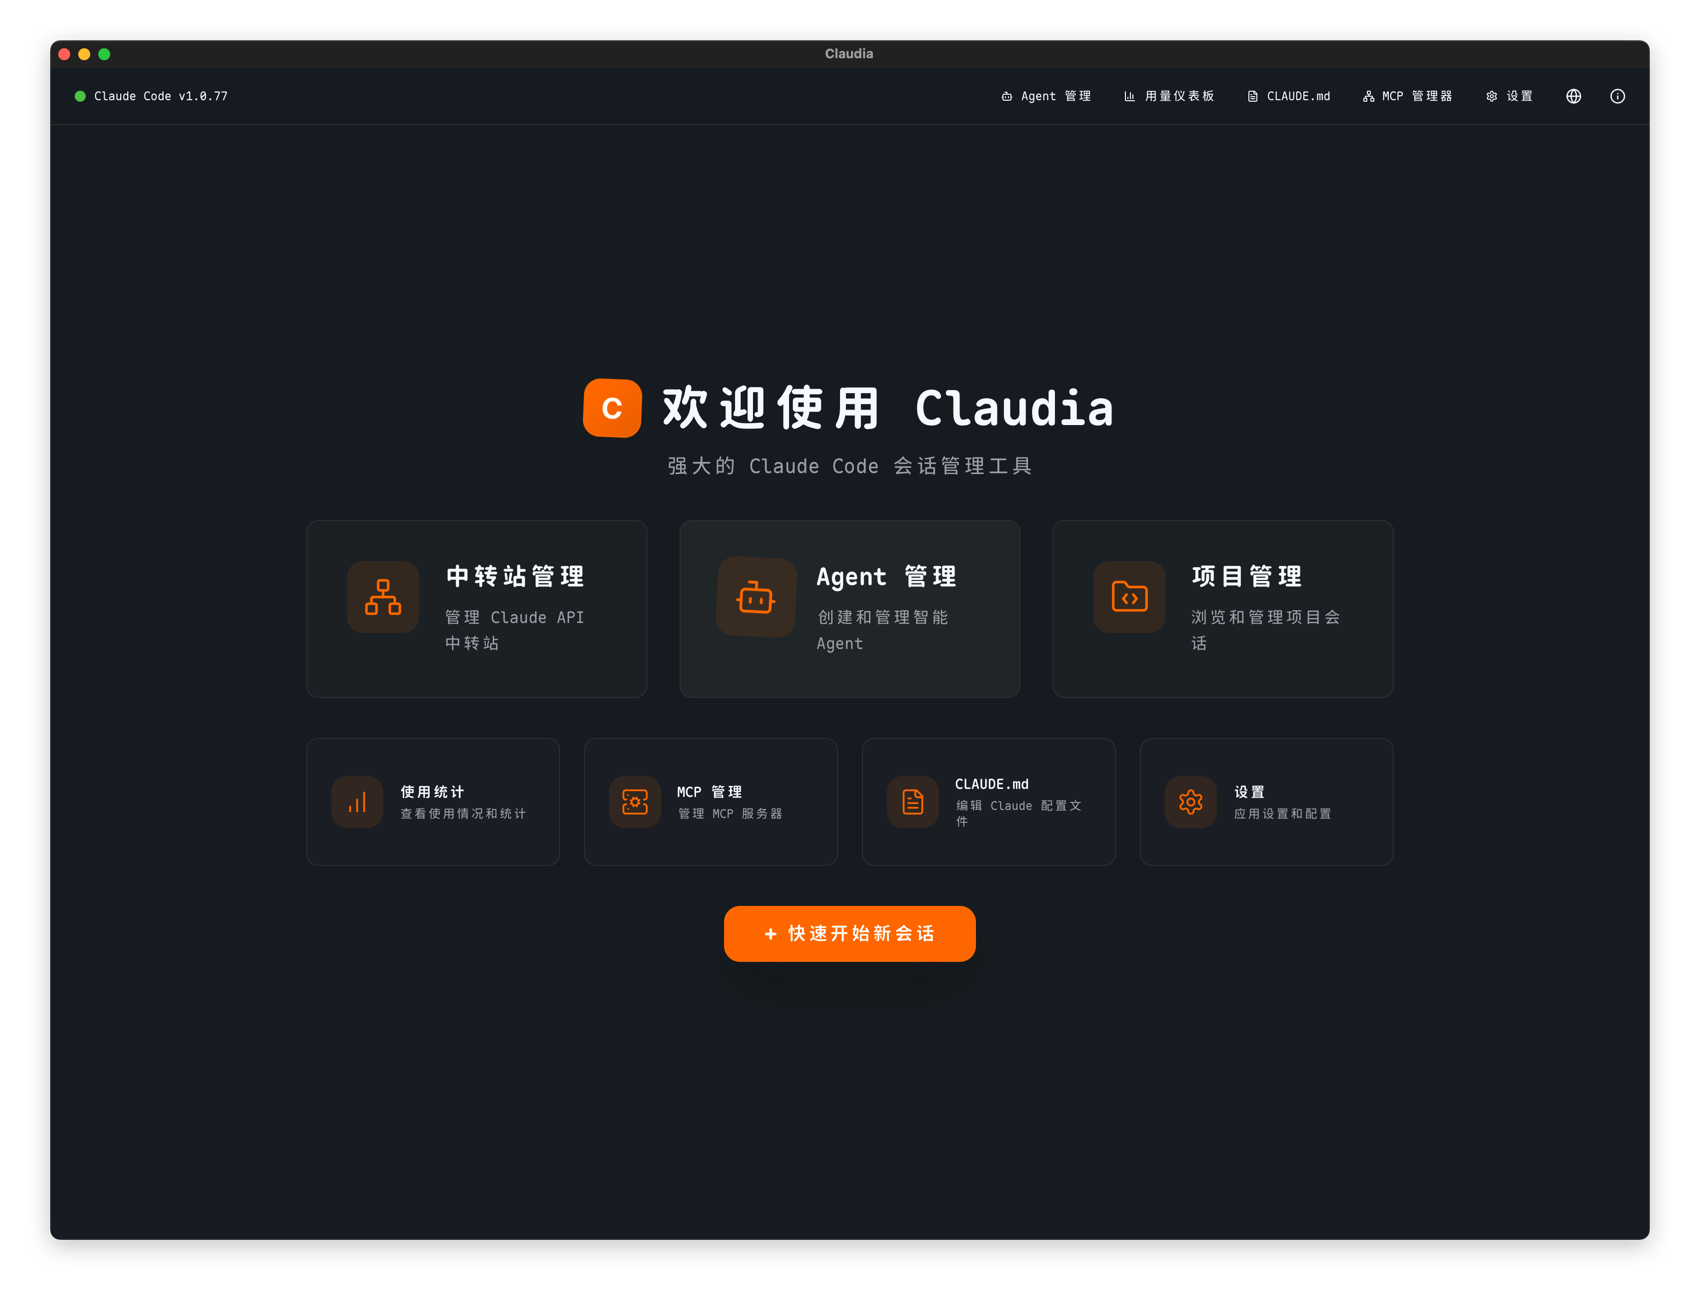 Claudia
Claude Code v1.0.77
Agent 管理
用量仪表板
CLAUDE.md
MCP 管理器
设置
C
欢迎使用 Claudia
强大的 Claude Code 会话管理工具
中转站管理
管理 Claude API
中转站
Agent 管理
创建和管理智能
Agent
项目管理
浏览和管理项目会
话
使用统计
查看使用情况和统计
MCP 管理
管理 MCP 服务器
CLAUDE.md
编辑 Claude 配置文
件
设置
应用设置和配置
+ 快速开始新会话